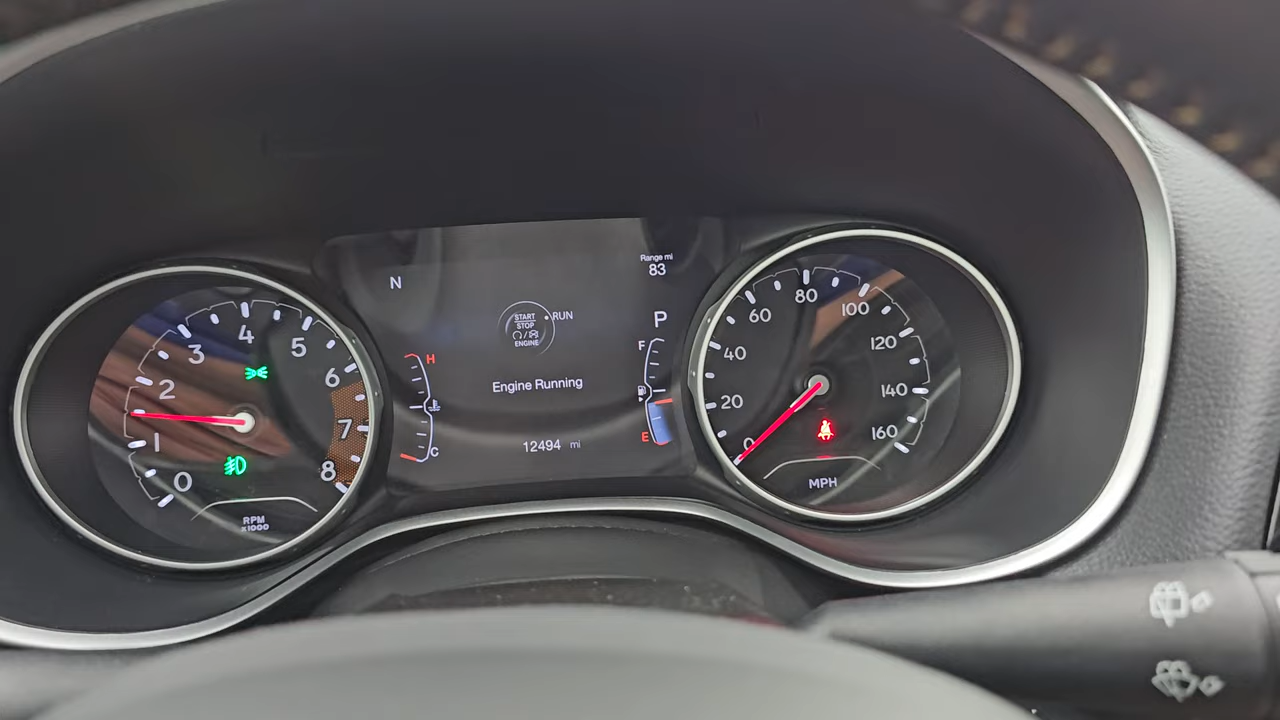 N
Range mi
83
START
STOP
ENGINE
RUN
P
Engine Running
12494 mi
H
C
F
E
0
1
2
3
4
5
6
7
8
RPM
X1000
0
20
40
60
80
100
120
140
160
MPH